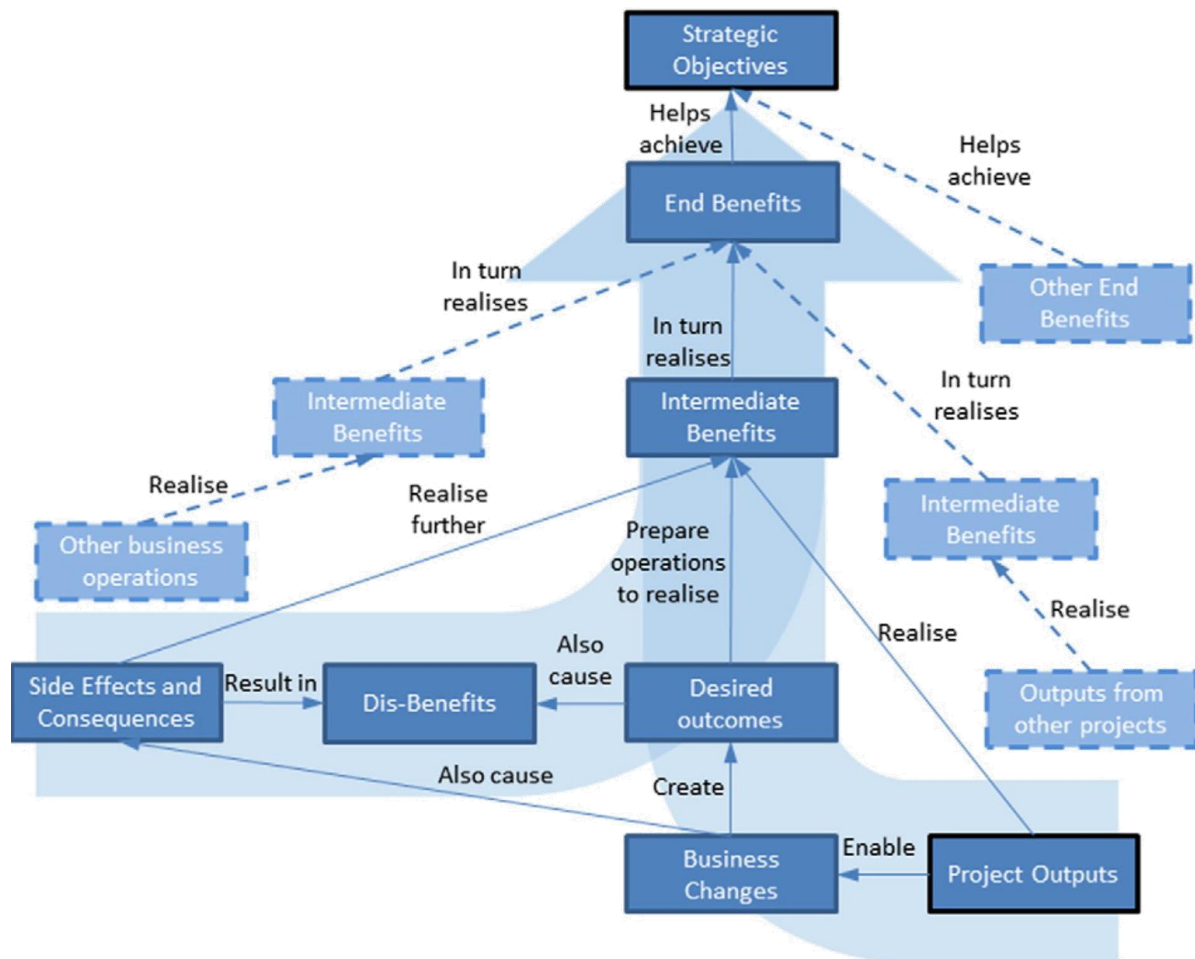 Strategic
Objectives
Helps
achieve
Helps
achieve
End Benefits
In turn
realises
Other End
Benefits
In turn
realises
In turn
realises
Intermediate
Benefits
Intermediate
Benefits
Realise
Realise
further
Intermediate
Benefits
Other business
operations
Prepare
operations
to realise
Realise
Realise
Also
cause
Side Effects and
Consequences
Result in
Dis-Benefits
Desired
outcomes
Outputs from
other projects
Also cause
Create
Business
Changes
Enable
Project Outputs